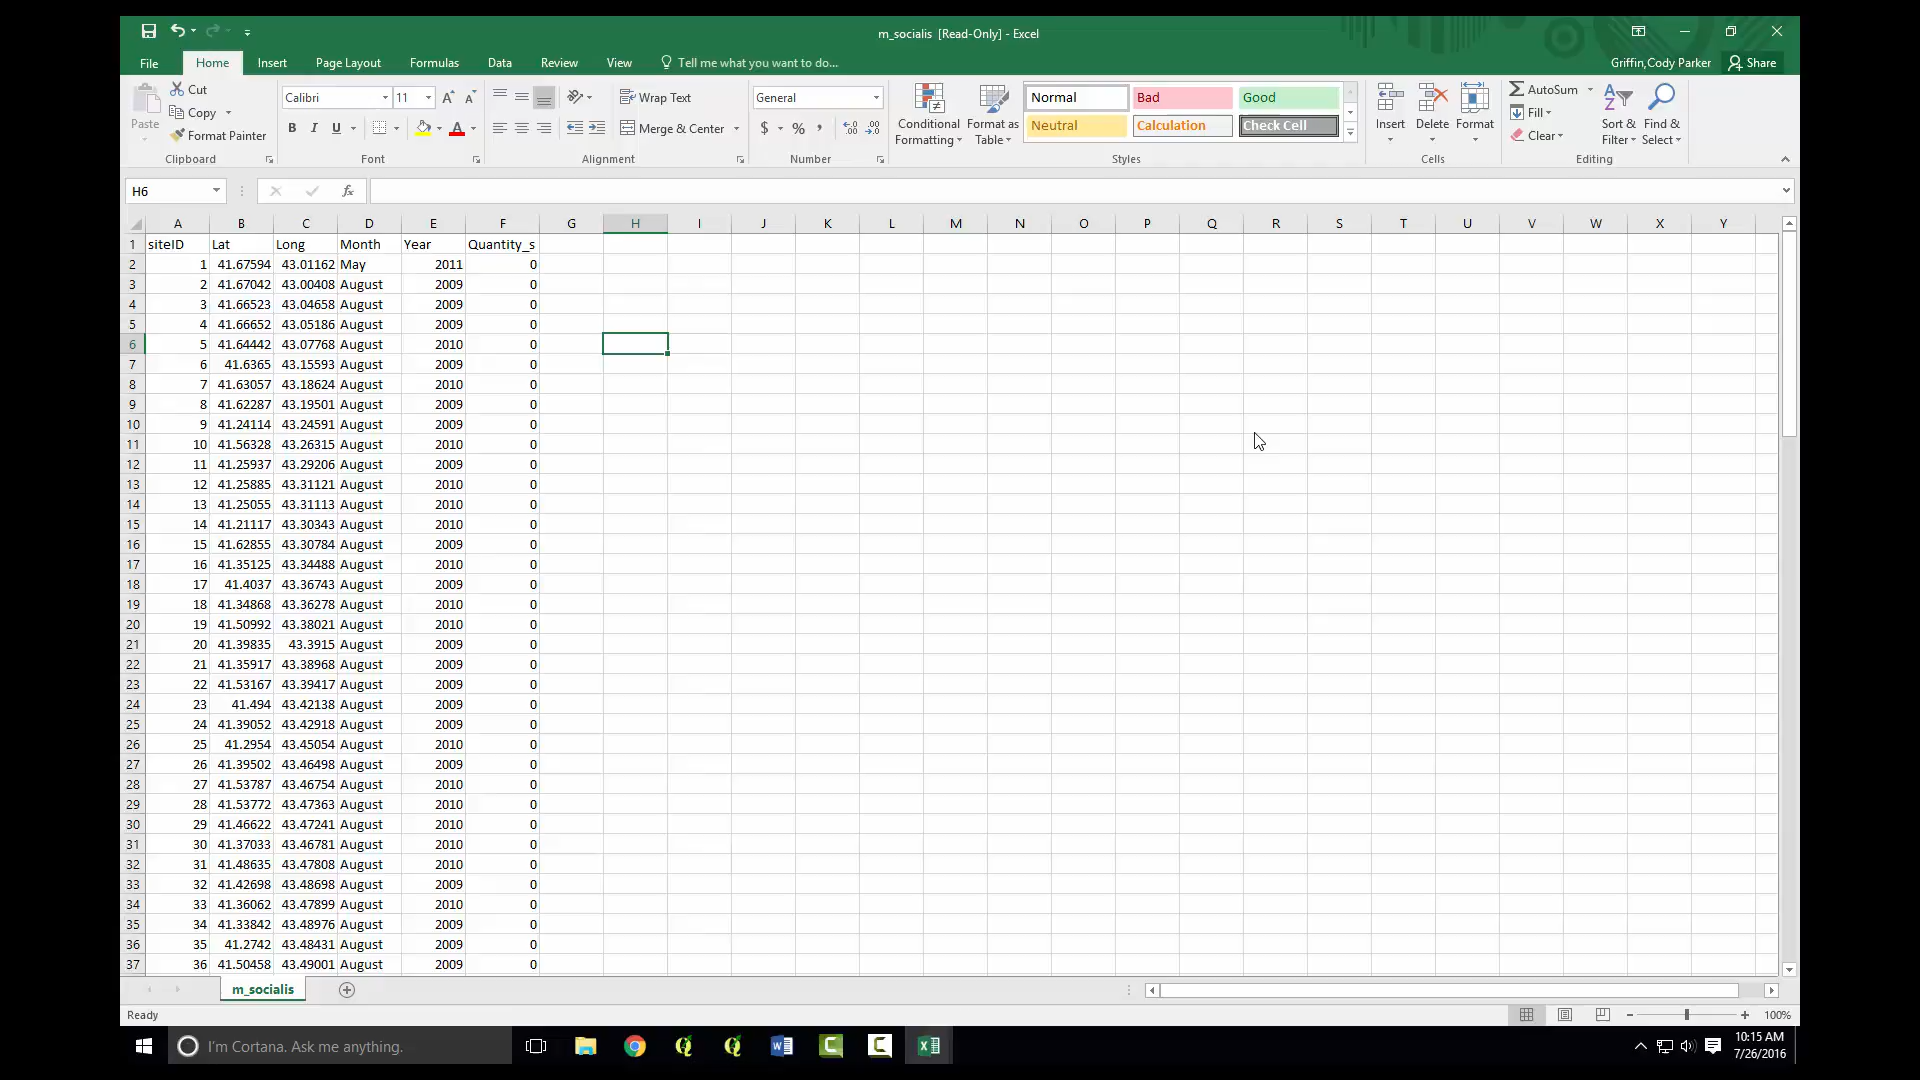 m_socialis [Read-Only] - Excel
File Home Insert Page Layout Formulas Data Review View Tell me what you want to do... Griffin,Cody Parker Share
Paste Cut Copy Format Painter Clipboard
Calibri 11 B I U A Font
Wrap Text Merge & Center Alignment
General $ % , Number
Conditional Formatting Format as Table
Normal Bad Good
Neutral Calculation Check Cell
Styles
Insert Delete Format Cells
AutoSum Fill Clear Sort & Filter Find & Select Editing
H6 fx
A B C D E F G H I J K L M N O P Q R S T U V W X Y
1 siteID Lat Long Month Year Quantity_s
2 1 41.67594 43.01162 May 2011 0
3 2 41.67042 43.00408 August 2009 0
4 3 41.66523 43.04658 August 2009 0
5 4 41.66652 43.05186 August 2009 0
6 5 41.64442 43.07768 August 2010 0
7 6 41.6365 43.15593 August 2009 0
8 7 41.63057 43.18624 August 2010 0
9 8 41.62287 43.19501 August 2009 0
10 9 41.24114 43.24591 August 2009 0
11 10 41.56328 43.26315 August 2010 0
12 11 41.25937 43.29206 August 2009 0
13 12 41.25885 43.31121 August 2010 0
14 13 41.25055 43.31113 August 2010 0
15 14 41.21117 43.30343 August 2010 0
16 15 41.62855 43.30784 August 2009 0
17 16 41.35125 43.34488 August 2010 0
18 17 41.4037 43.36743 August 2009 0
19 18 41.34868 43.36278 August 2010 0
20 19 41.50992 43.38021 August 2010 0
21 20 41.39835 43.3915 August 2009 0
22 21 41.35917 43.38968 August 2009 0
23 22 41.53167 43.39417 August 2009 0
24 23 41.494 43.42138 August 2009 0
25 24 41.39052 43.42918 August 2009 0
26 25 41.2954 43.45054 August 2010 0
27 26 41.39502 43.46498 August 2009 0
28 27 41.53787 43.46754 August 2010 0
29 28 41.53772 43.47363 August 2010 0
30 29 41.46622 43.47241 August 2010 0
31 30 41.37033 43.46781 August 2010 0
32 31 41.48635 43.47808 August 2010 0
33 32 41.42698 43.48698 August 2009 0
34 33 41.36062 43.47899 August 2010 0
35 34 41.33842 43.48976 August 2009 0
36 35 41.2742 43.48431 August 2009 0
37 36 41.50458 43.49001 August 2009 0
m_socialis
Ready 100%
I'm Cortana. Ask me anything. 10:15 AM
7/26/2016